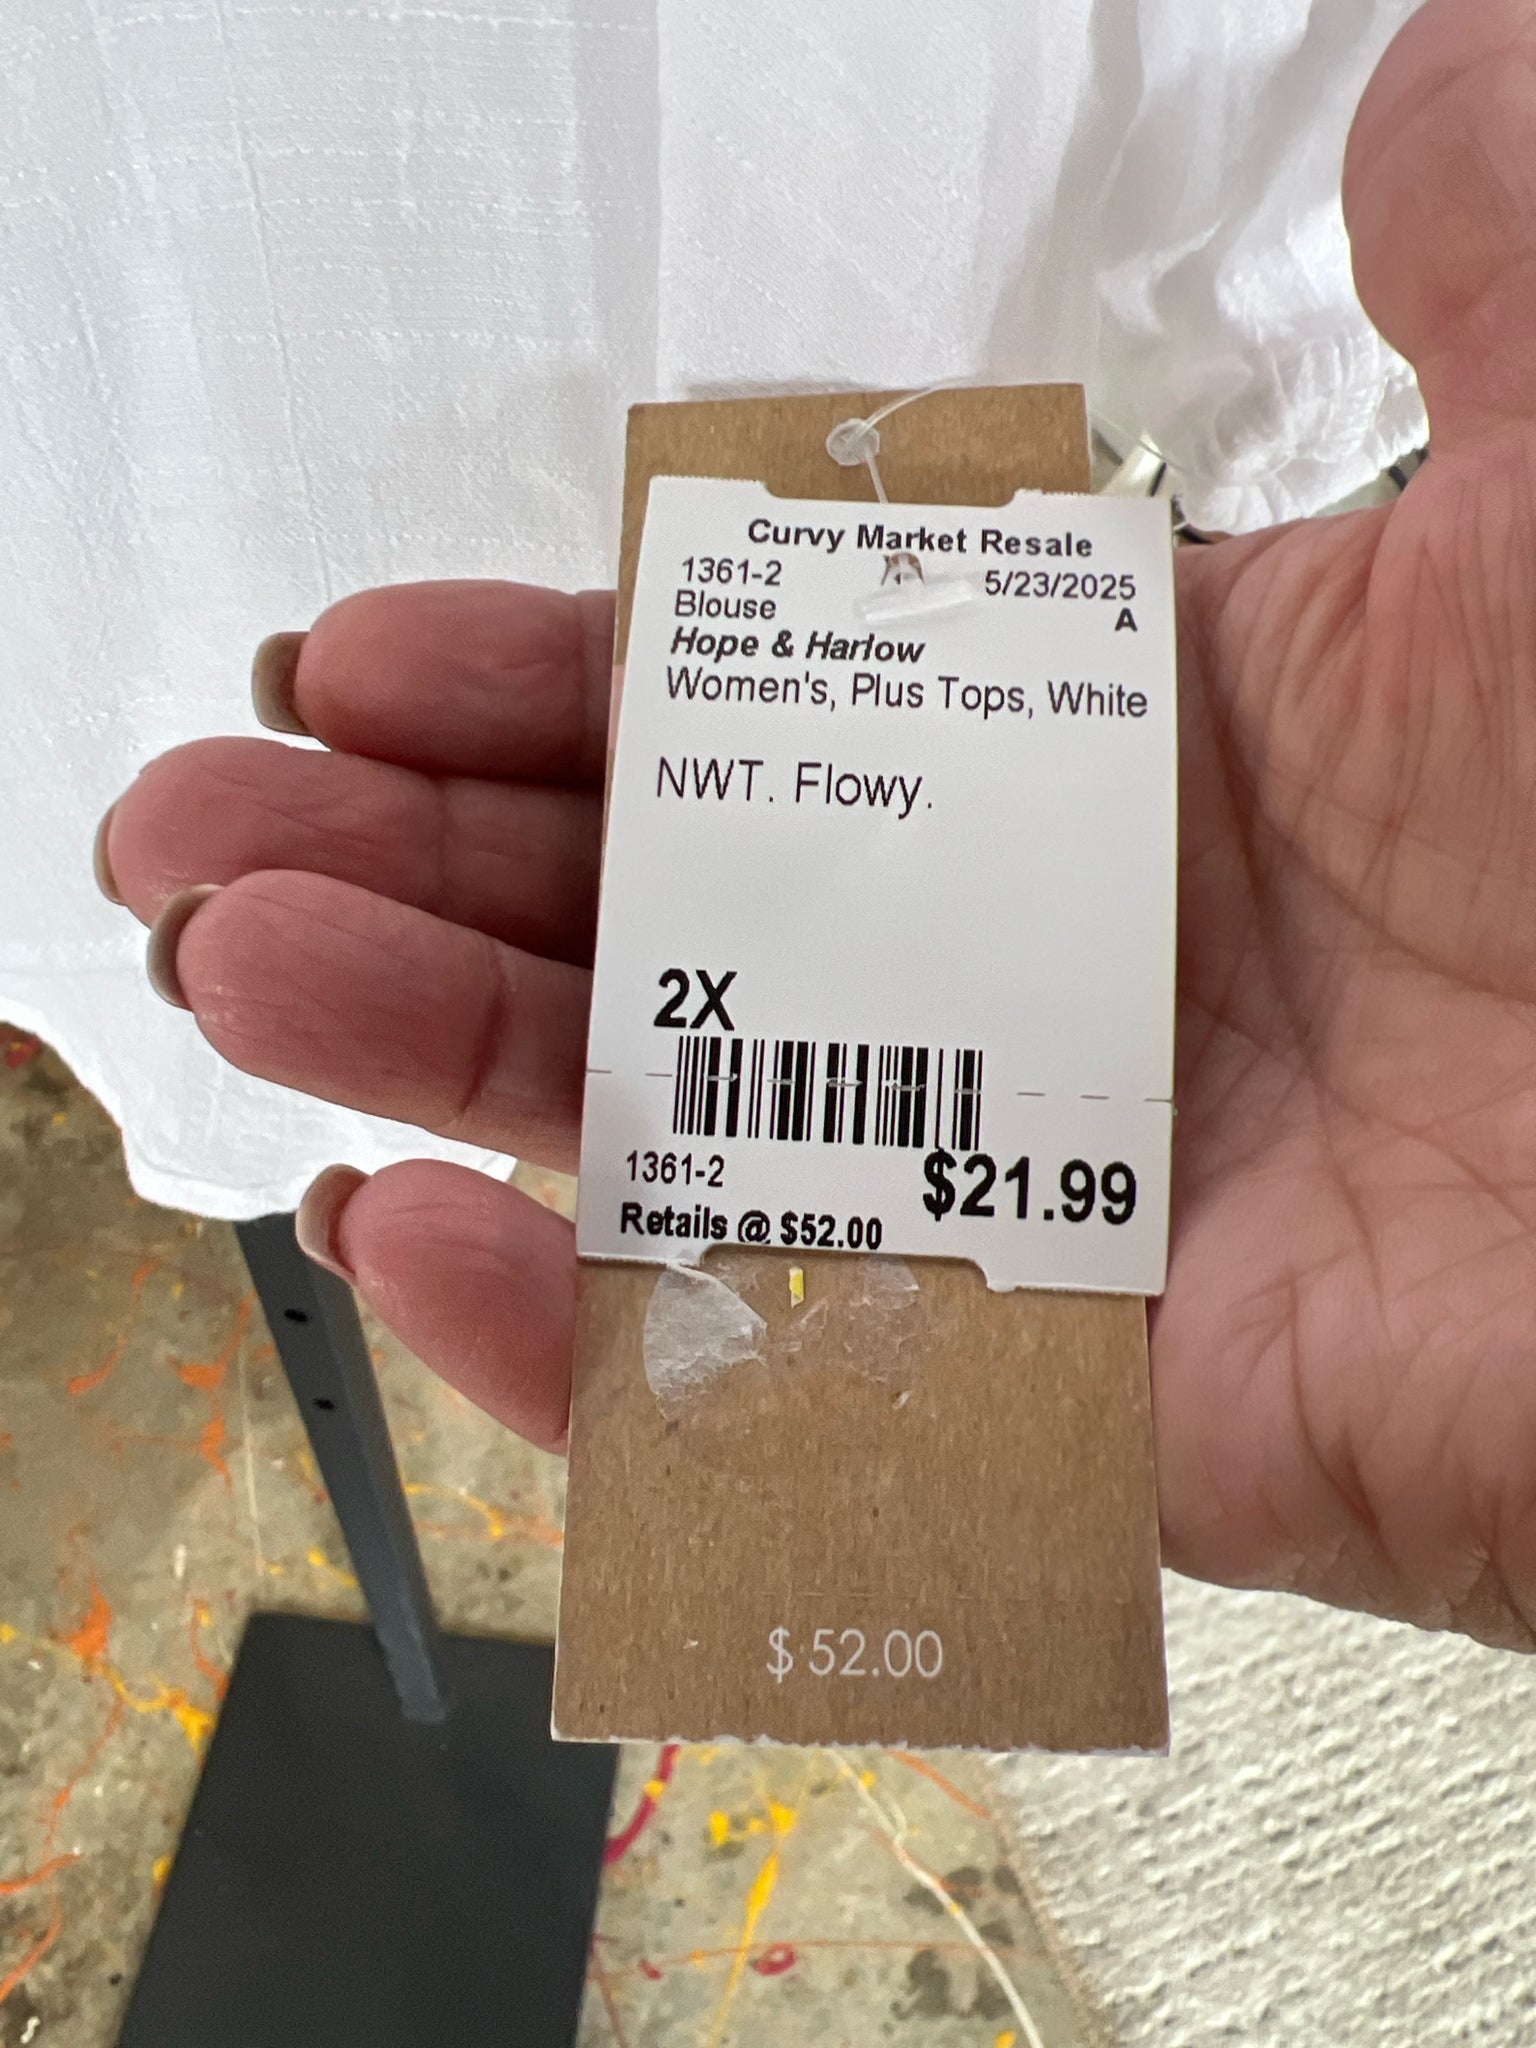 Curvy Market Resale
1361-2 5/23/2025
Blouse A
Hope & Harlow
Women's, Plus Tops, White
NWT. Flowy.
2X
1361-2 $21.99
Retails @ $52.00
$ 52.00